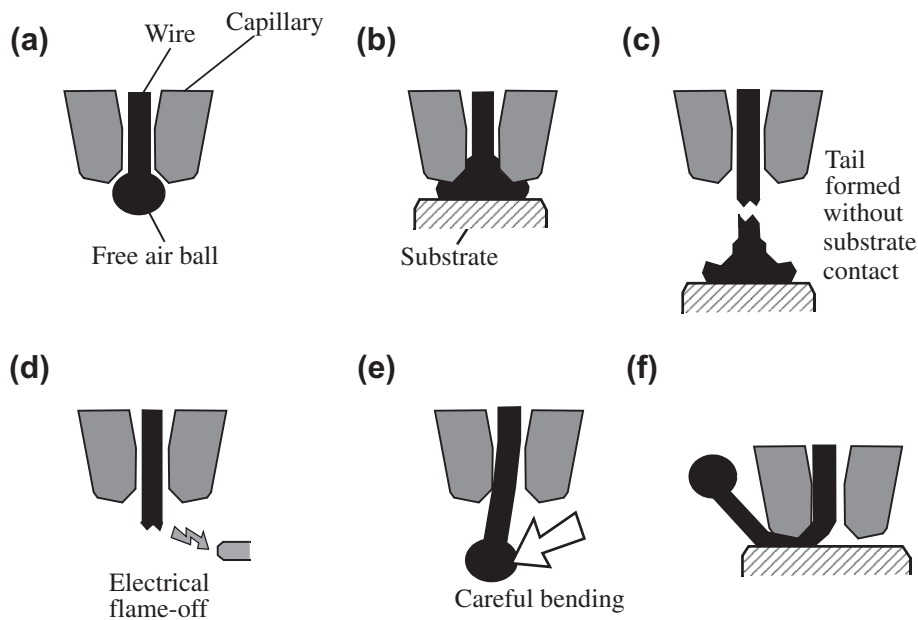 (a)
Wire
Capillary
Free air ball
(b)
Substrate
(c)
Tail
formed
without
substrate
contact
(d)
Electrical
flame-off
(e)
Careful bending
(f)